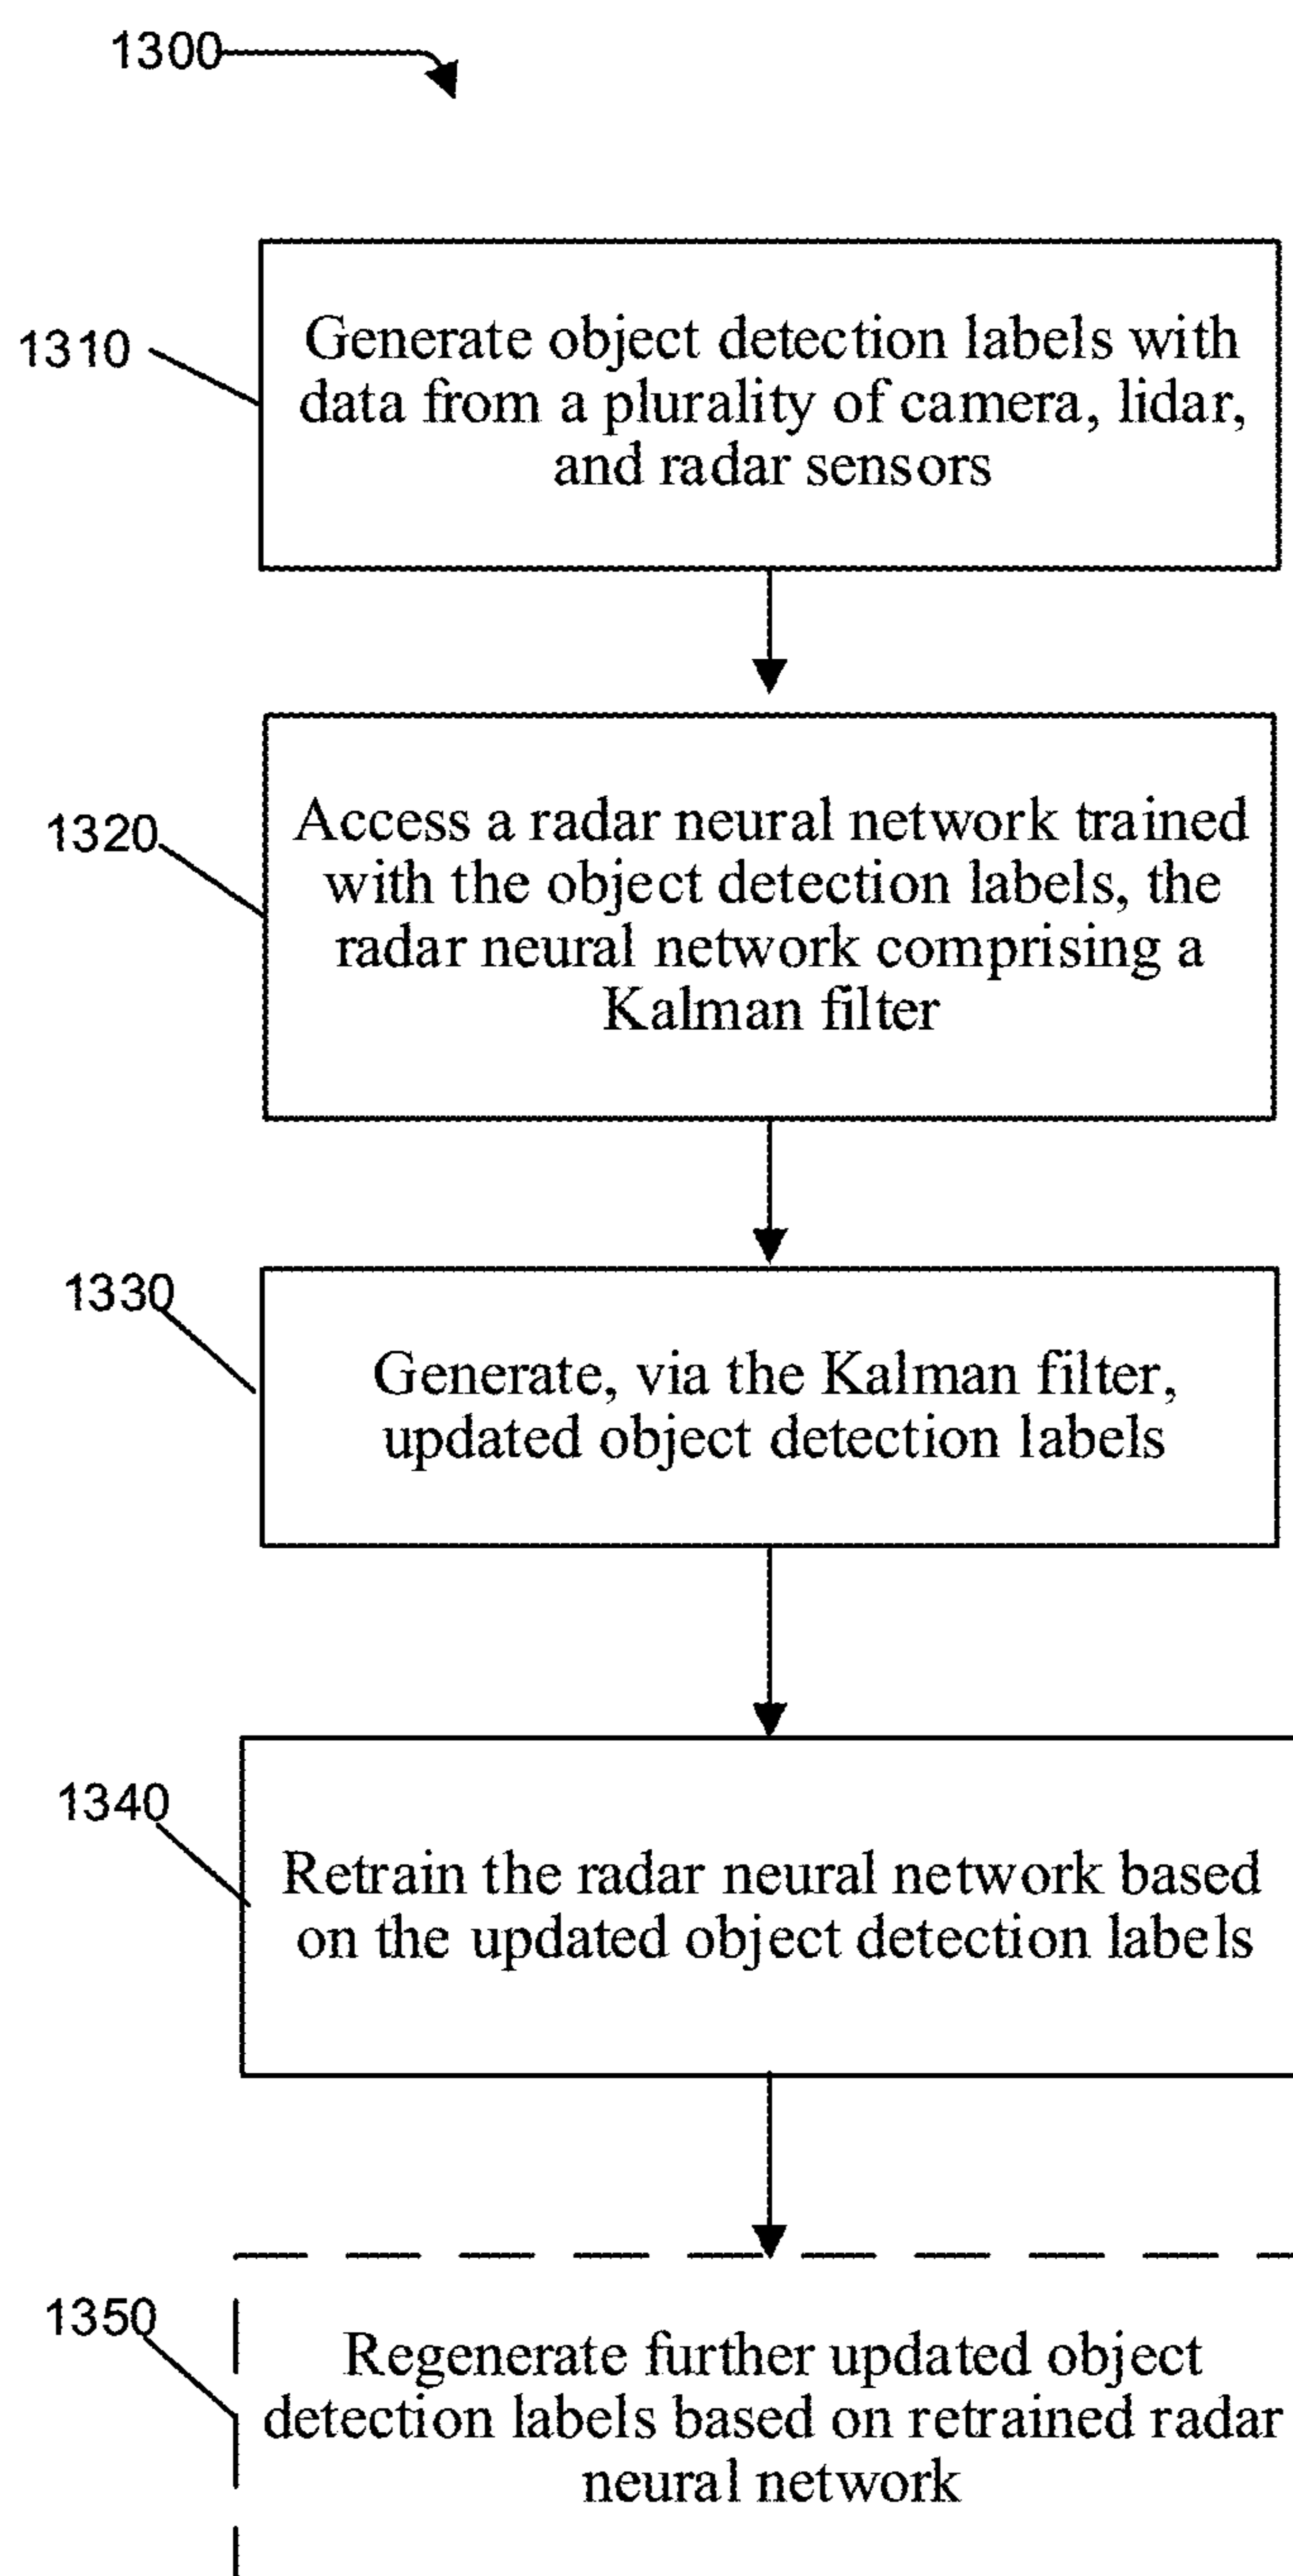 1300
1310
Generate object detection labels with
data from a plurality of camera, lidar,
and radar sensors
1320
Access a radar neural network trained
with the object detection labels, the
radar neural network comprising a
Kalman filter
1330
Generate, via the Kalman filter,
updated object detection labels
1340
Retrain the radar neural network based
on the updated object detection labels
1350
Regenerate further updated object
detection labels based on retrained radar
neural network